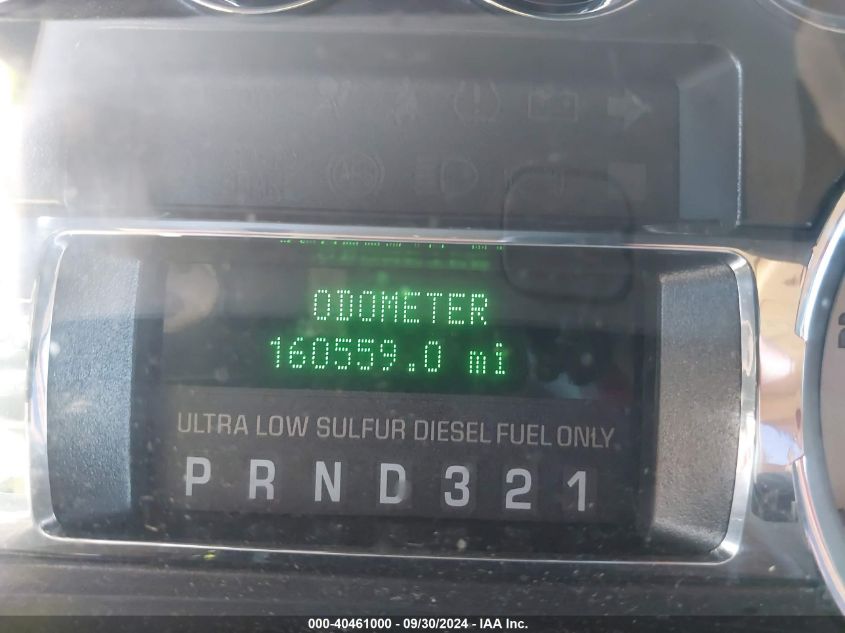 ODOMETER
160559.0 mi
ULTRA LOW SULFUR DIESEL FUEL ONLY
P R N D 3 2 1
000-40461000 - 09/30/2024 - IAA Inc.